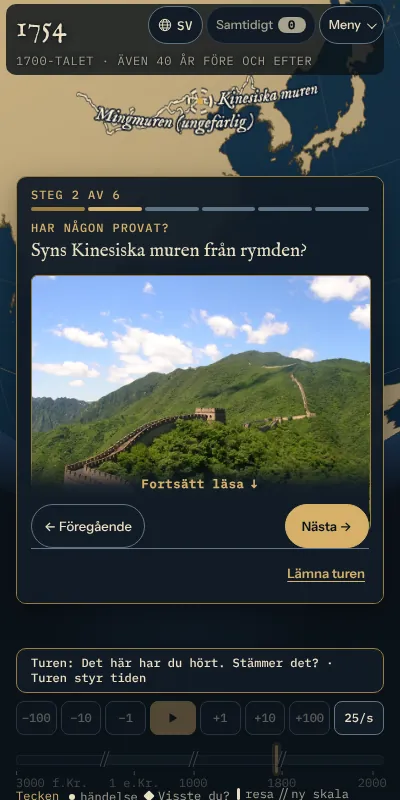 1754
SV
Samtidigt 0
Meny
1700-TALET · ÄVEN 40 ÅR FÖRE OCH EFTER
Kinesiska muren
Mingmuren (ungefärlig)
STEG 2 AV 6
HAR NÅGON PROVAT?
Syns Kinesiska muren från rymden?
Fortsätt läsa ↓
← Föregående
Nästa →
Lämna turen
Turen: Det här har du hört. Stämmer det? ·
Turen styr tiden
−100 −10 −1 +1 +10 +100 25/s
3000 f.Kr. 1 e.Kr. 1000 1800 2000
Tecken händelse Visste du? resa // ny skala